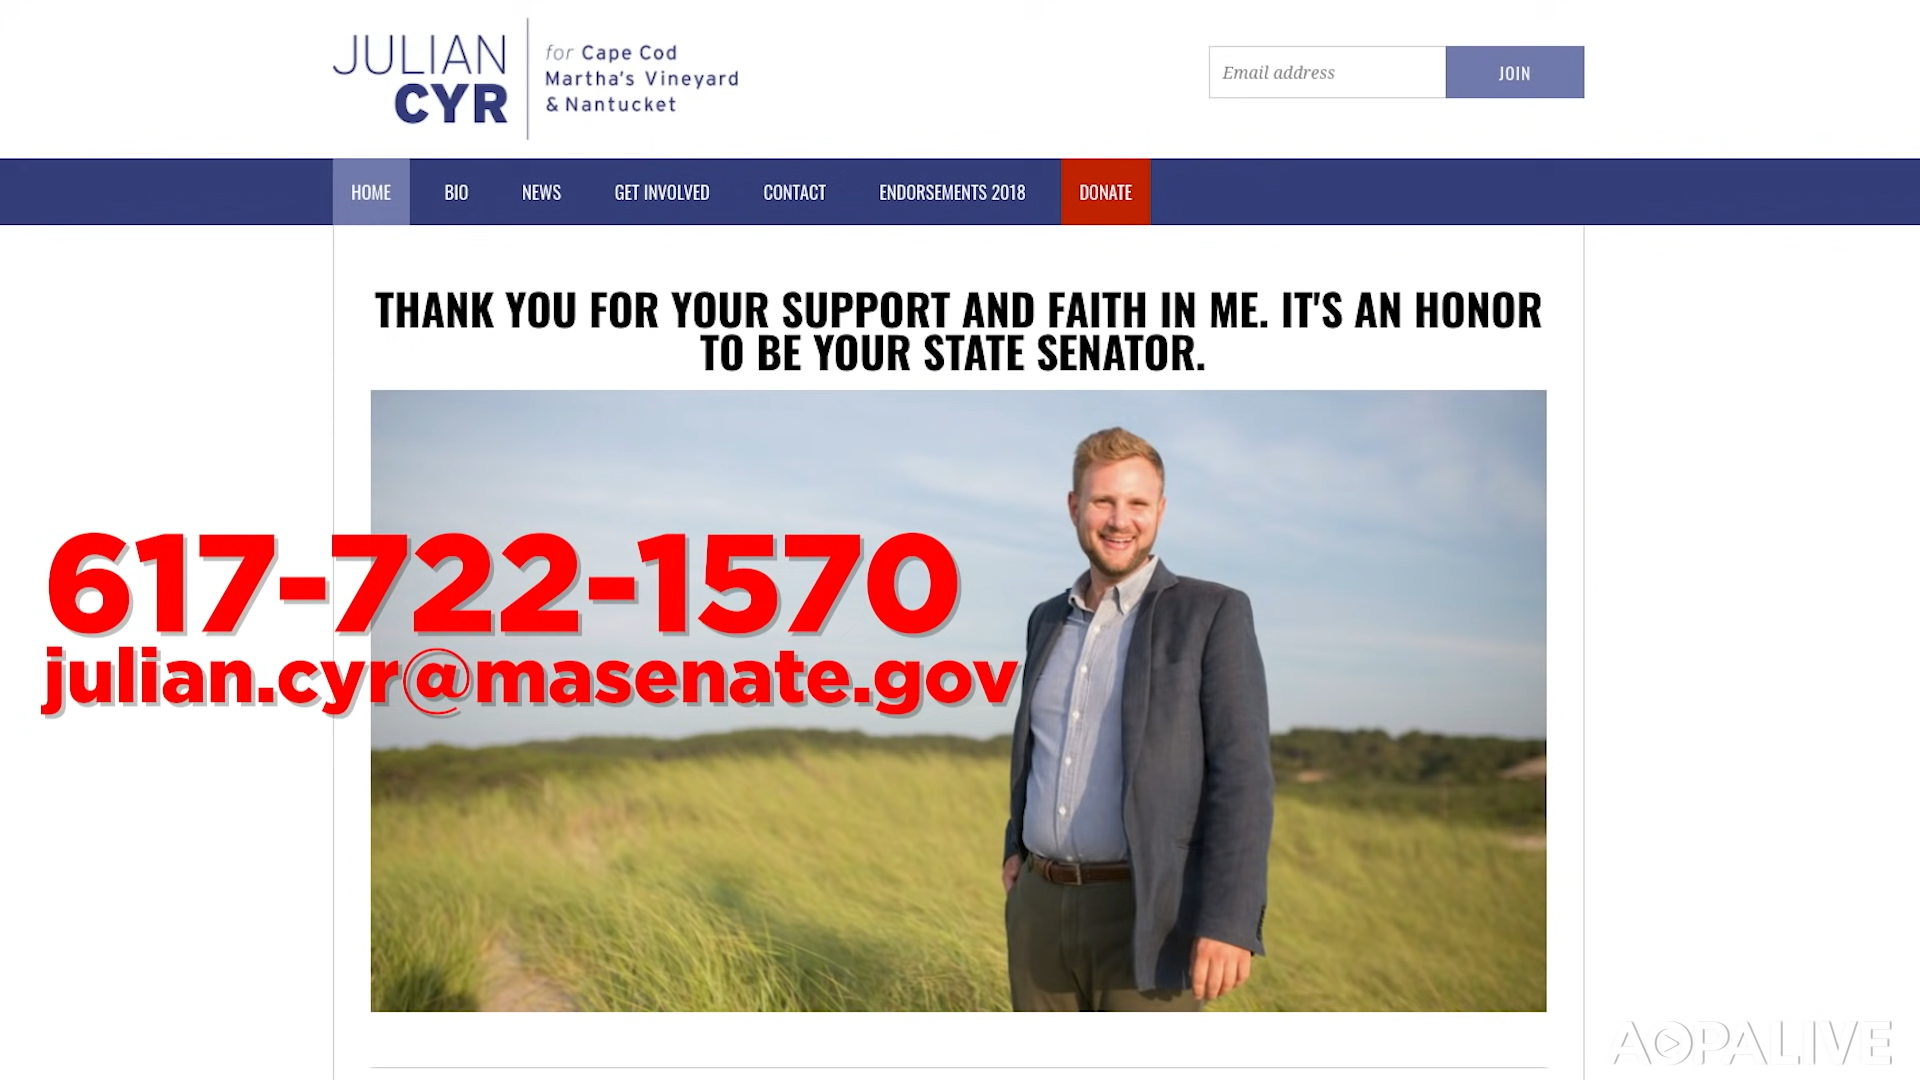 JULIAN
CYR
for Cape Cod
Martha's Vineyard
& Nantucket
Email address
JOIN
HOME BIO NEWS GET INVOLVED CONTACT ENDORSEMENTS 2018 DONATE
THANK YOU FOR YOUR SUPPORT AND FAITH IN ME. IT'S AN HONOR
TO BE YOUR STATE SENATOR.
617-722-1570
julian.cyr@masenate.gov
AOPALIVE